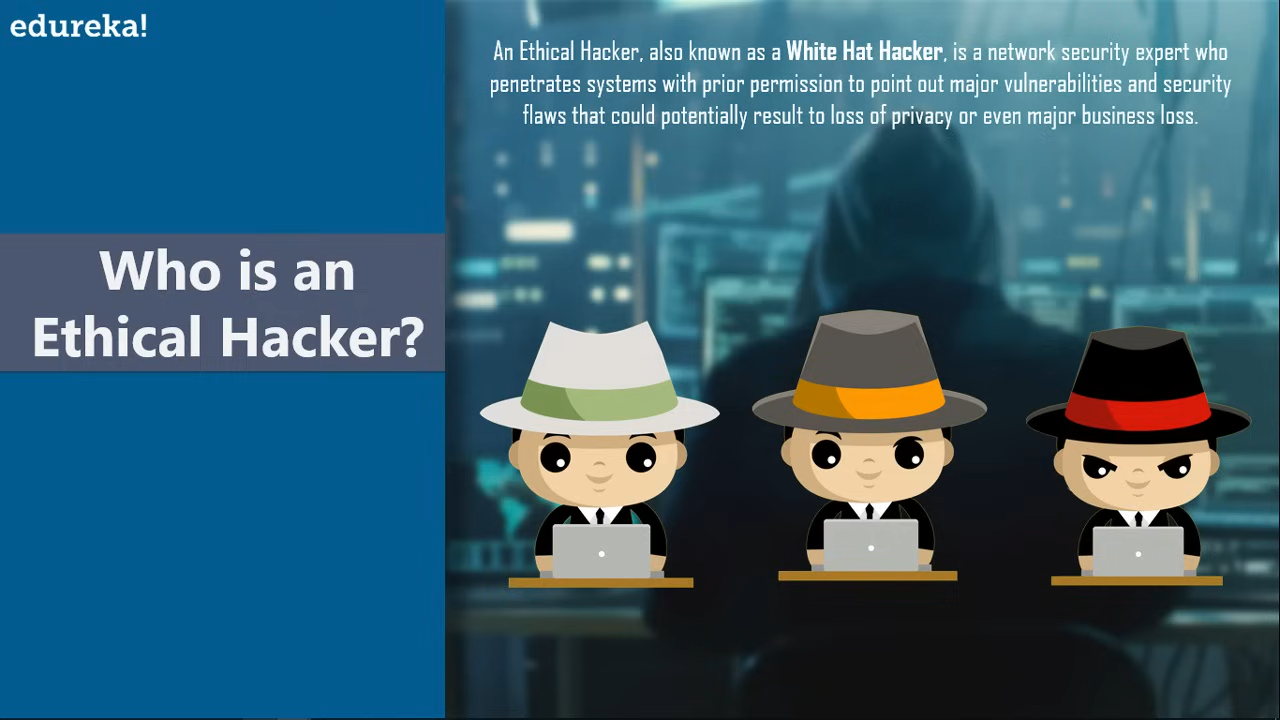 edureka!
Who is an
Ethical Hacker?
An Ethical Hacker, also known as a White Hat Hacker, is a network security expert who
penetrates systems with prior permission to point out major vulnerabilities and security
flaws that could potentially result to loss of privacy or even major business loss.